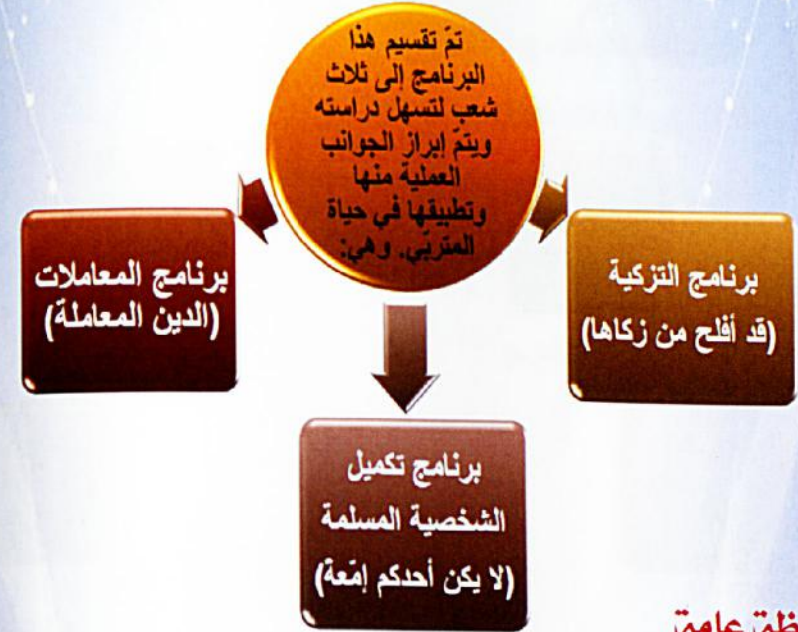 تمّ تقسيم هذا
البرنامج إلى ثلاث
شعب لتسهل دراسته
ويتمّ إبراز الجوانب
العملية منها
وتطبيقها في حياة
المتربّي. وهي:
برنامج التزكية
(قد أفلح من زكاها)
برنامج المعاملات
(الدين المعاملة)
برنامج تكميل
الشخصية المسلمة
(لا يكن أحدكم إمّعة)
عامة